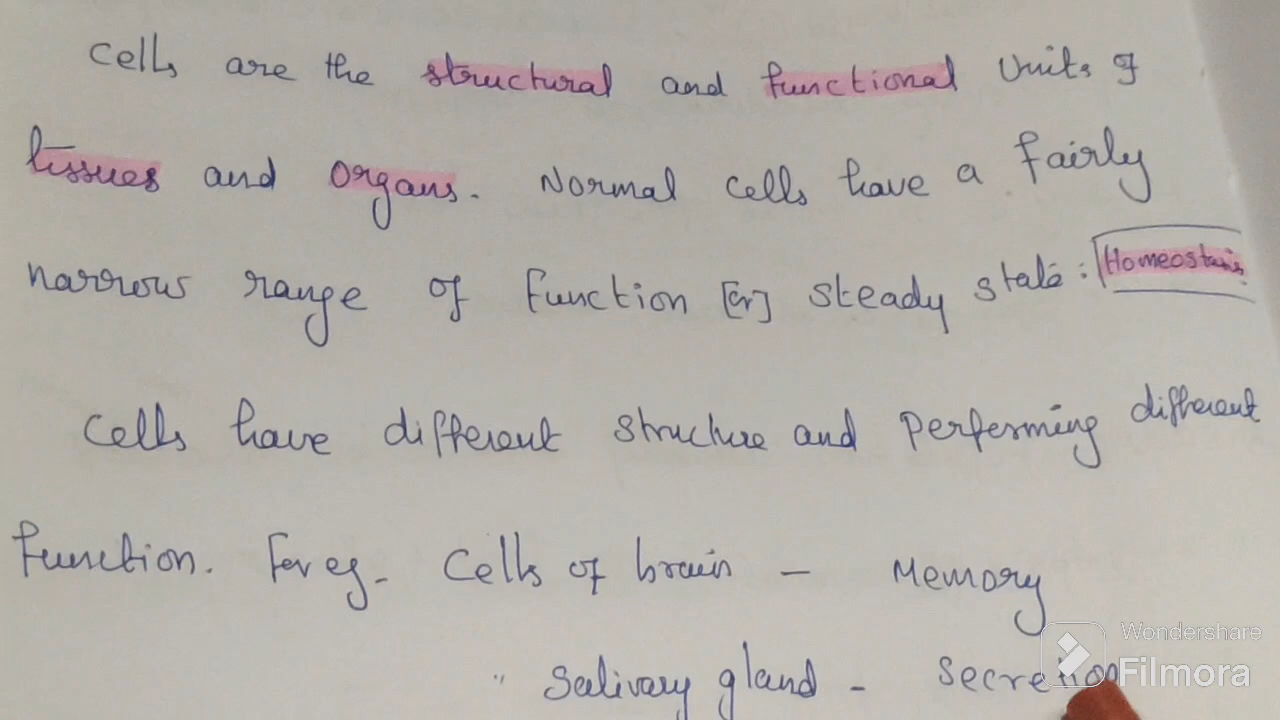 Cells are the structural and functional units of
tissues and organs. Normal cells have a fairly
narrow range of function [or] steady state : Homeostasis
Cells have different structure and performing different
function. For eg - Cells of brain - Memory
" Salivary gland - Secretion
Wondershare
Filmora